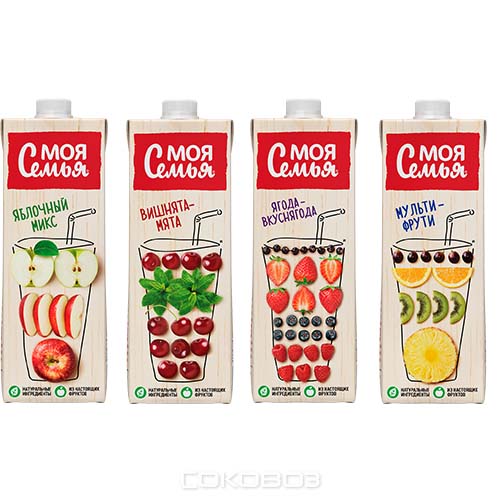 МОЯ
Семья
ЯБЛОЧНЫЙ
МИКС
НАТУРАЛЬНЫЕ
ИНГРЕДИЕНТЫ
ИЗ НАСТОЯЩИХ
ФРУКТОВ
МОЯ
Семья
ВИШНЯТА-
МЯТА
НАТУРАЛЬНЫЕ
ИНГРЕДИЕНТЫ
ИЗ НАСТОЯЩИХ
ФРУКТОВ
МОЯ
Семья
ЯГОДА-
ВКУСНЯГОДА
НАТУРАЛЬНЫЕ
ИНГРЕДИЕНТЫ
ИЗ НАСТОЯЩИХ
ФРУКТОВ
МОЯ
Семья
МУЛЬТИ-
ФРУТИ
НАТУРАЛЬНЫЕ
ИНГРЕДИЕНТЫ
ИЗ НАСТОЯЩИХ
ФРУКТОВ
СОКОВОЗ